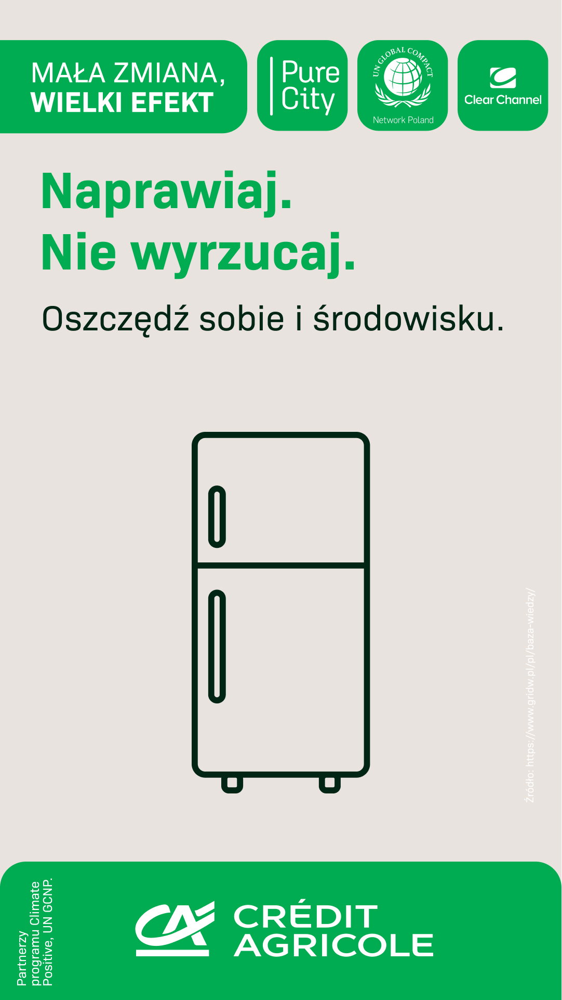 MAŁA ZMIANA,
WIELKI EFEKT
Pure
City
UN GLOBAL COMPACT
Network Poland
Clear Channel
Naprawiaj.
Nie wyrzucaj.
Oszczędź sobie i środowisku.
Źródło: https://www.gridw.pl/pl/baza-wiedzy/
Partnerzy
programu Climate
Positive, UN GCNP.
CA
CRÉDIT
AGRICOLE